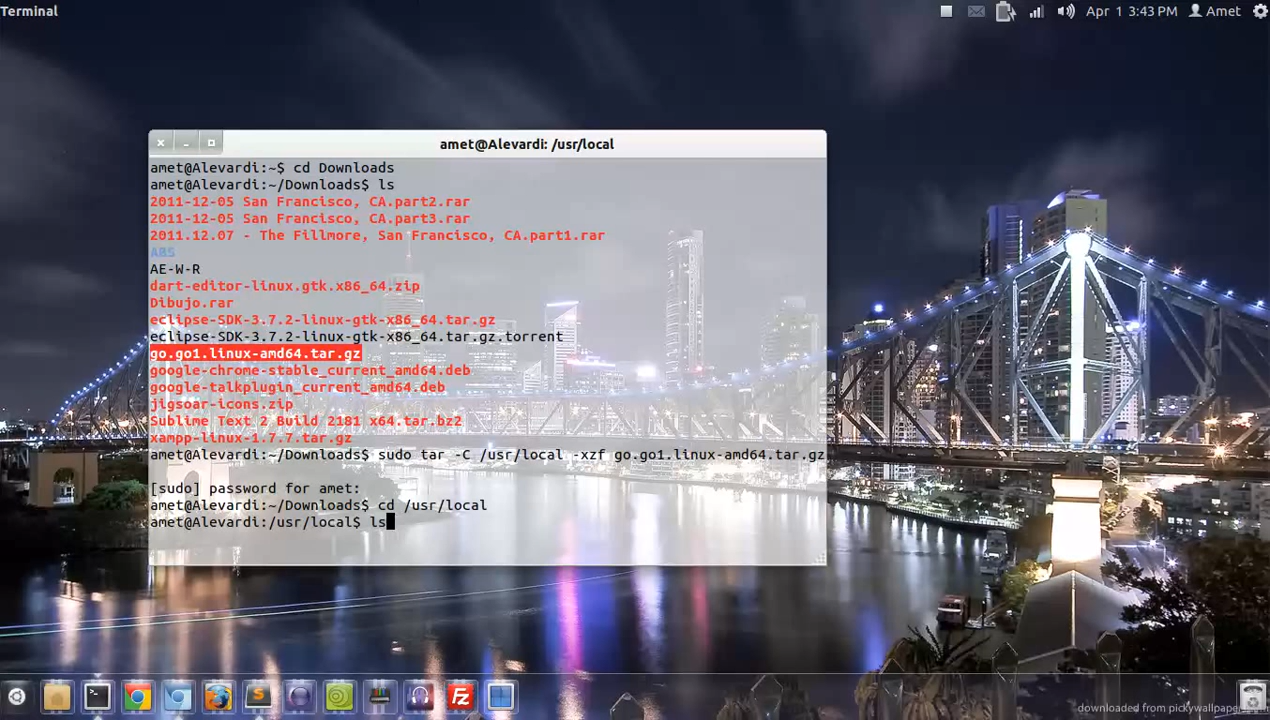 Terminal
Apr 1 3:43 PM Amet
amet@Alevardi: /usr/local
amet@Alevardi:~$ cd Downloads
amet@Alevardi:~/Downloads$ ls
2011-12-05 San Francisco, CA.part2.rar
2011-12-05 San Francisco, CA.part3.rar
2011.12.07 - The Fillmore, San Francisco, CA.part1.rar
ABS
AE-W-R
dart-editor-linux.gtk.x86_64.zip
Dibujo.rar
eclipse-SDK-3.7.2-linux-gtk-x86_64.tar.gz
eclipse-SDK-3.7.2-linux-gtk-x86_64.tar.gz.torrent
go.go1.linux-amd64.tar.gz
google-chrome-stable_current_amd64.deb
google-talkplugin_current_amd64.deb
jigsoar-icons.zip
Sublime Text 2 Build 2181 x64.tar.bz2
xampp-linux-1.7.7.tar.gz
amet@Alevardi:~/Downloads$ sudo tar -C /usr/local -xzf go.go1.linux-amd64.tar.gz
[sudo] password for amet:
amet@Alevardi:~/Downloads$ cd /usr/local
amet@Alevardi:/usr/local$ ls
downloaded from pickywallpape